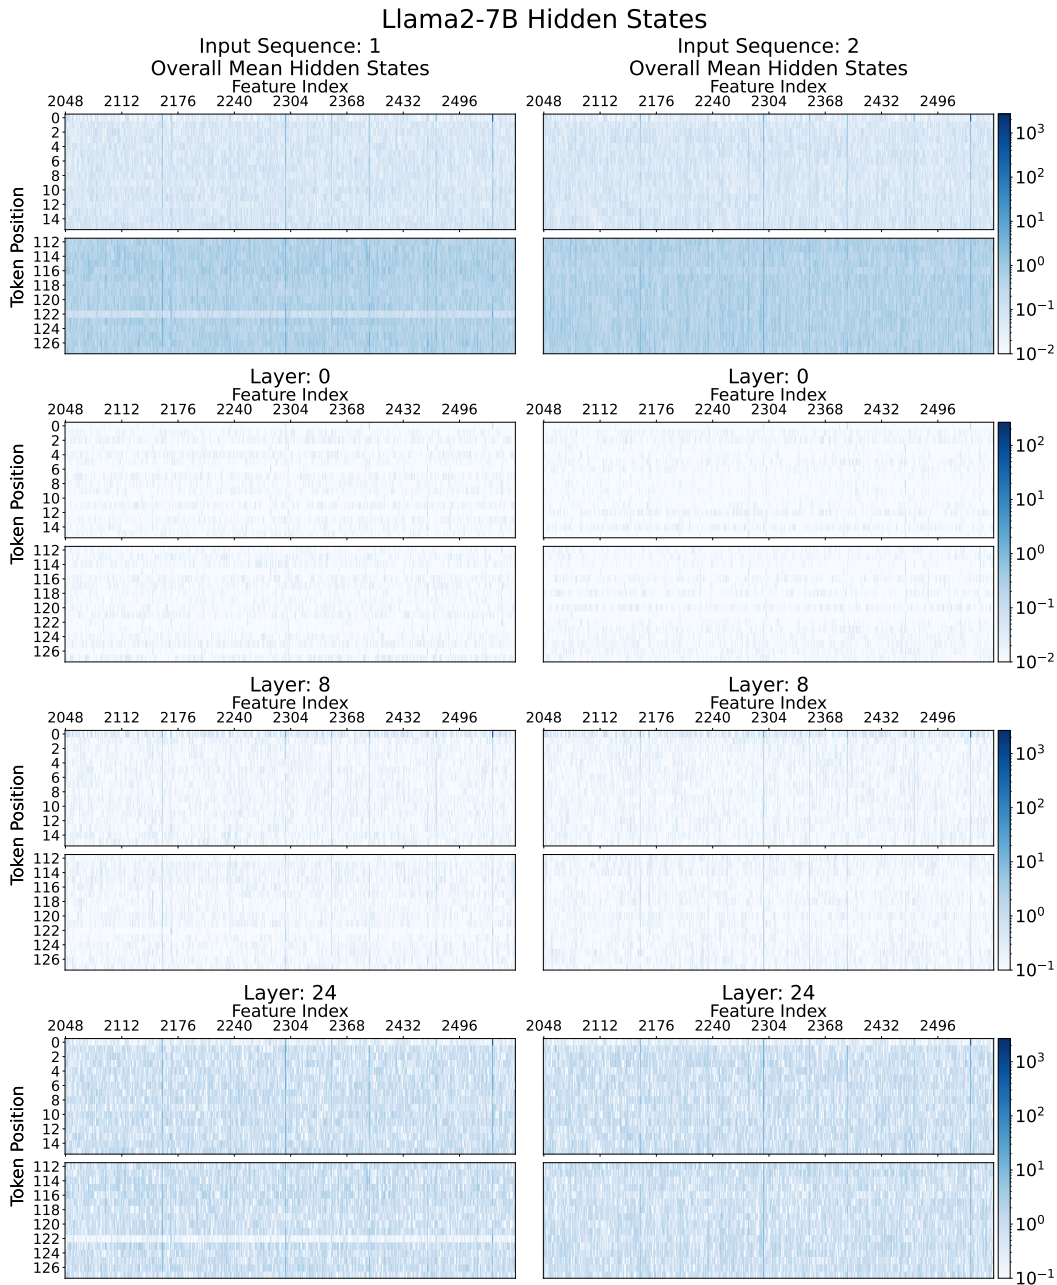 Llama2-7B Hidden States
Input Sequence: 1
Overall Mean Hidden States
Feature Index
2048 2112 2176 2240 2304 2368 2432 2496
Input Sequence: 2
Overall Mean Hidden States
Feature Index
2048 2112 2176 2240 2304 2368 2432 2496
Token Position
0
2
4
6
8
10
12
14
112
116
120
122
124
126
10³
10²
10¹
10⁰
10⁻¹
10⁻²
Layer: 0
Feature Index
2048 2112 2176 2240 2304 2368 2432 2496
Layer: 0
Feature Index
2048 2112 2176 2240 2304 2368 2432 2496
Token Position
0
2
4
6
8
10
12
14
112
116
118
120
122
124
126
10²
10¹
10⁰
10⁻¹
10⁻²
Layer: 8
Feature Index
2048 2112 2176 2240 2304 2368 2432 2496
Layer: 8
Feature Index
2048 2112 2176 2240 2304 2368 2432 2496
Token Position
0
2
4
6
8
10
12
14
112
116
118
120
122
124
126
10³
10²
10¹
10⁰
10⁻¹
Layer: 24
Feature Index
2048 2112 2176 2240 2304 2368 2432 2496
Layer: 24
Feature Index
2048 2112 2176 2240 2304 2368 2432 2496
Token Position
0
2
4
6
8
10
12
14
112
116
118
120
122
124
126
10³
10²
10¹
10⁰
10⁻¹